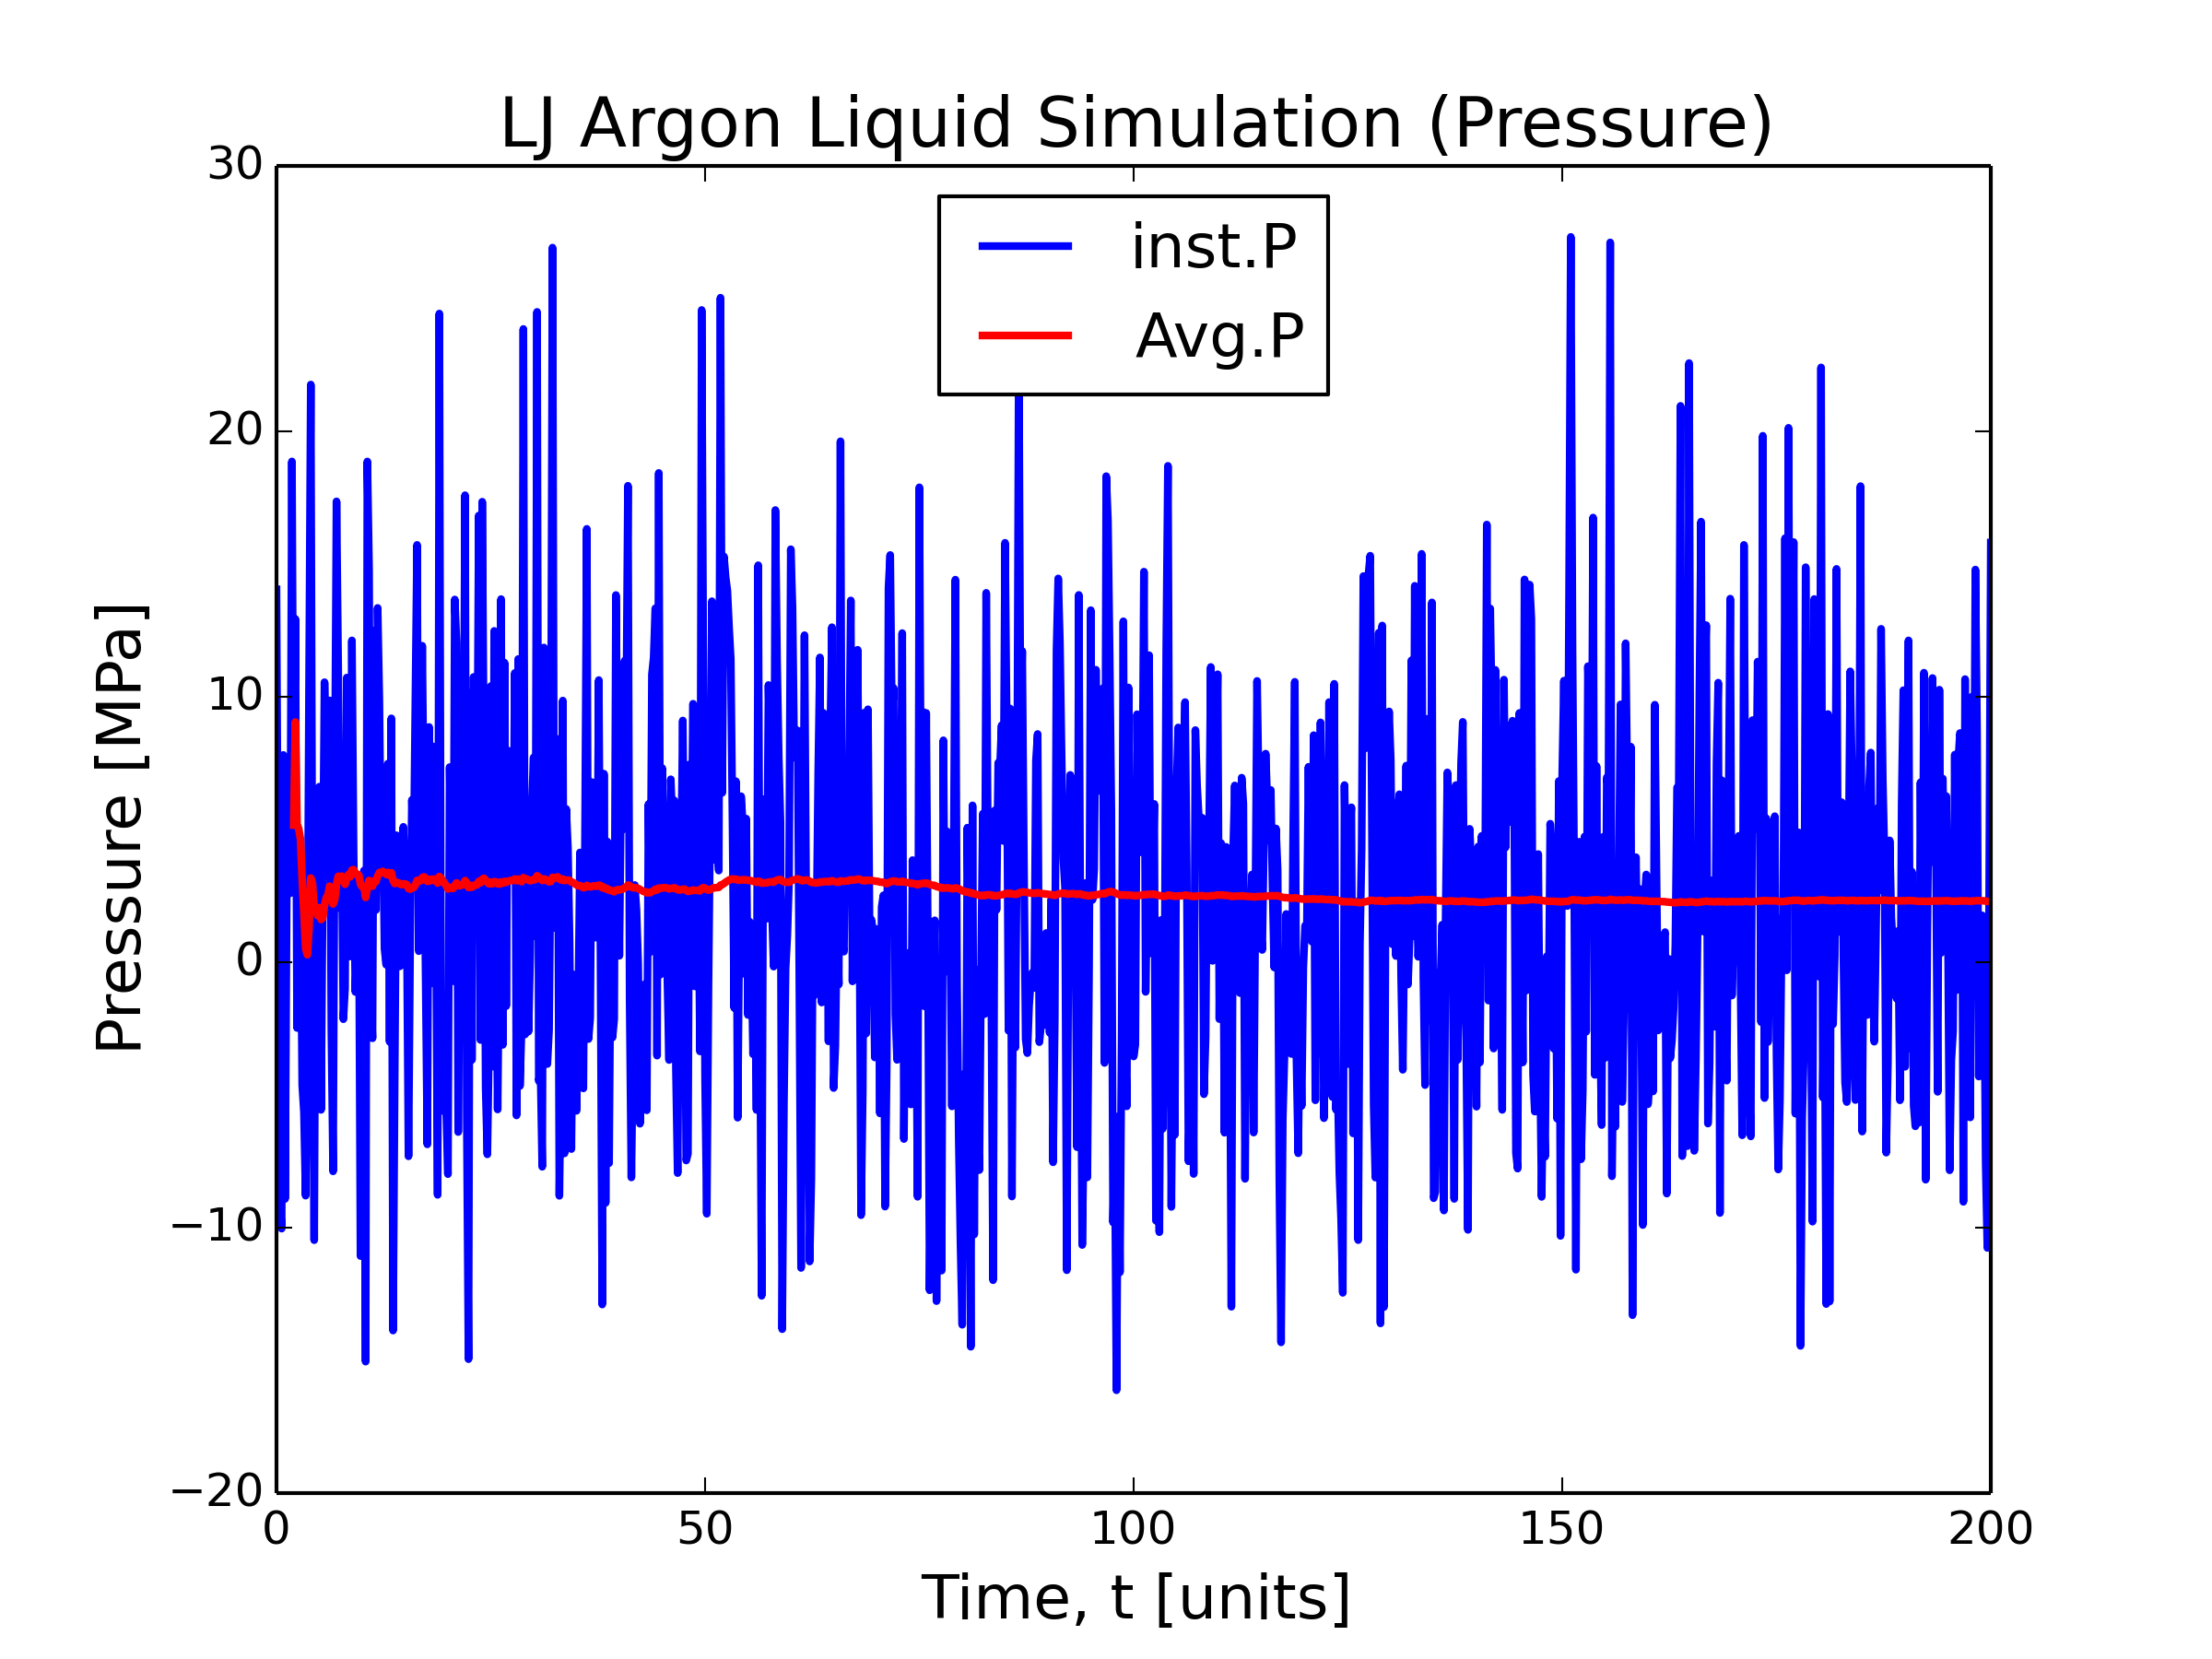 LJ Argon Liquid Simulation (Pressure)
30
20
10
0
−10
−20
Pressure [MPa]
inst.P
Avg.P
0 50 100 150 200
Time, t [units]